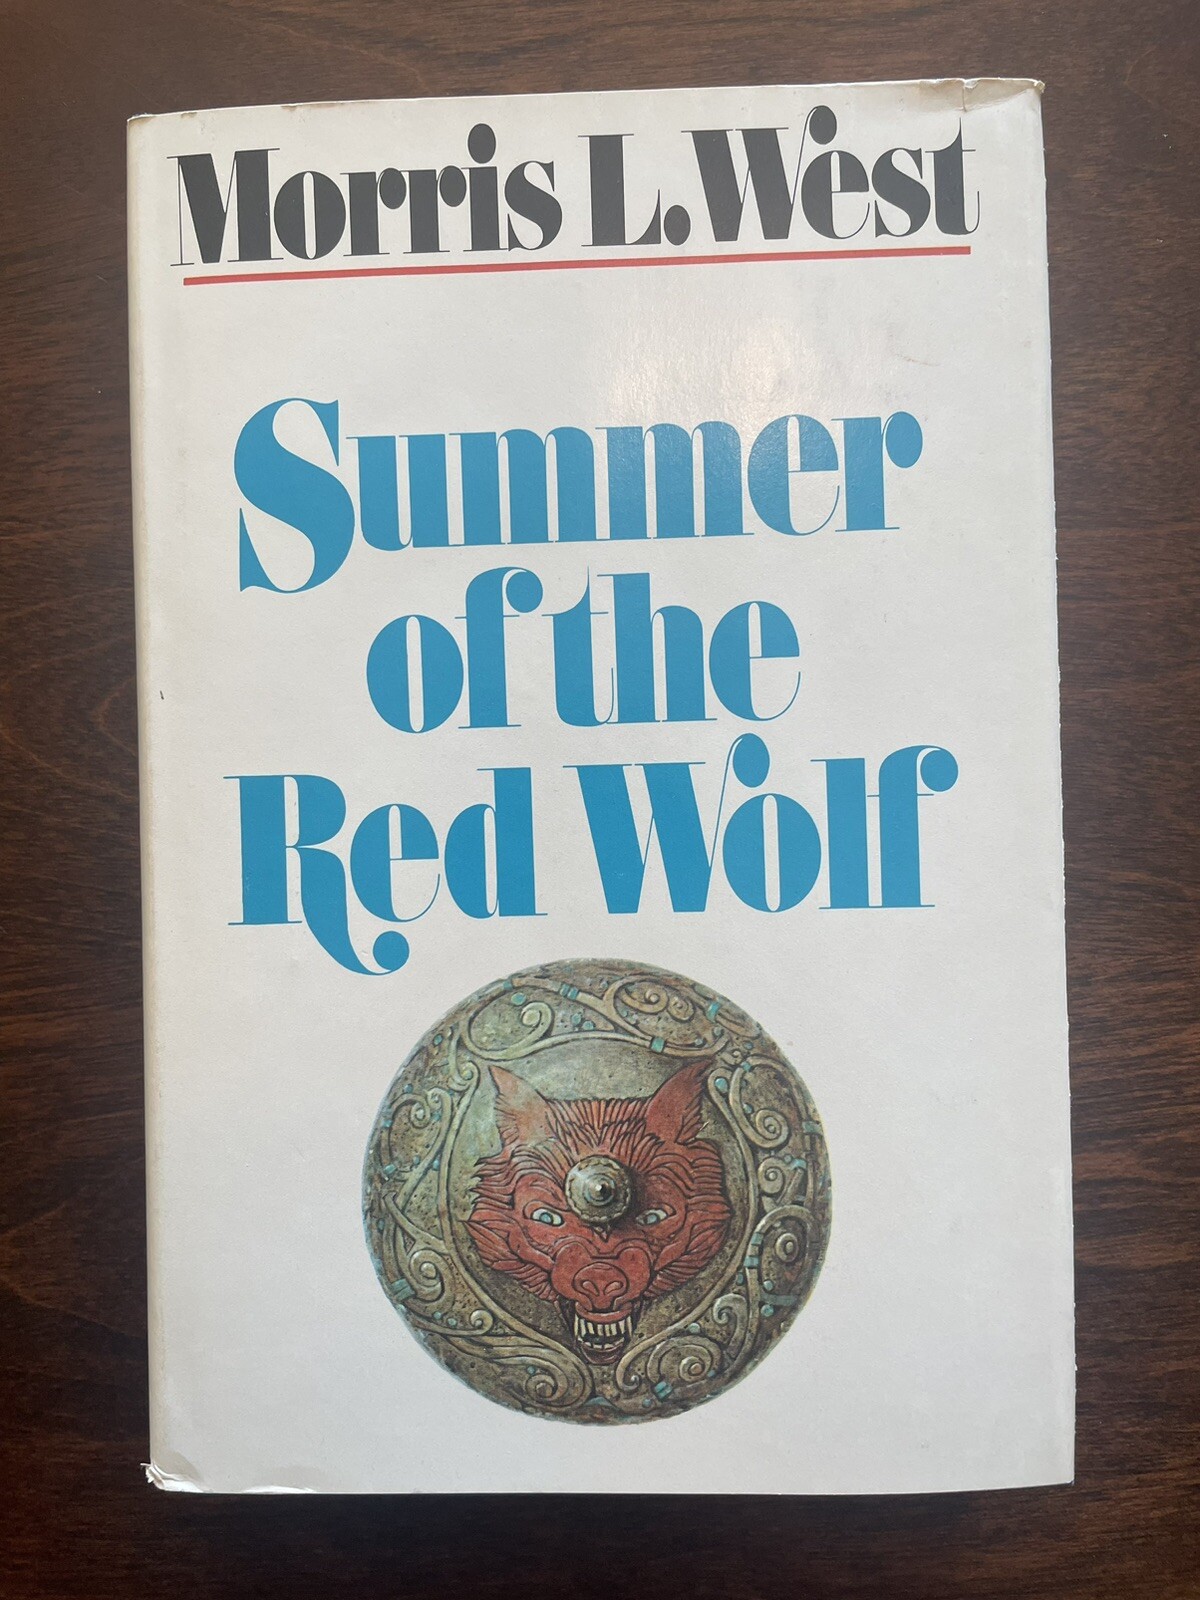 Morris L. West
Summer
of the
Red Wolf